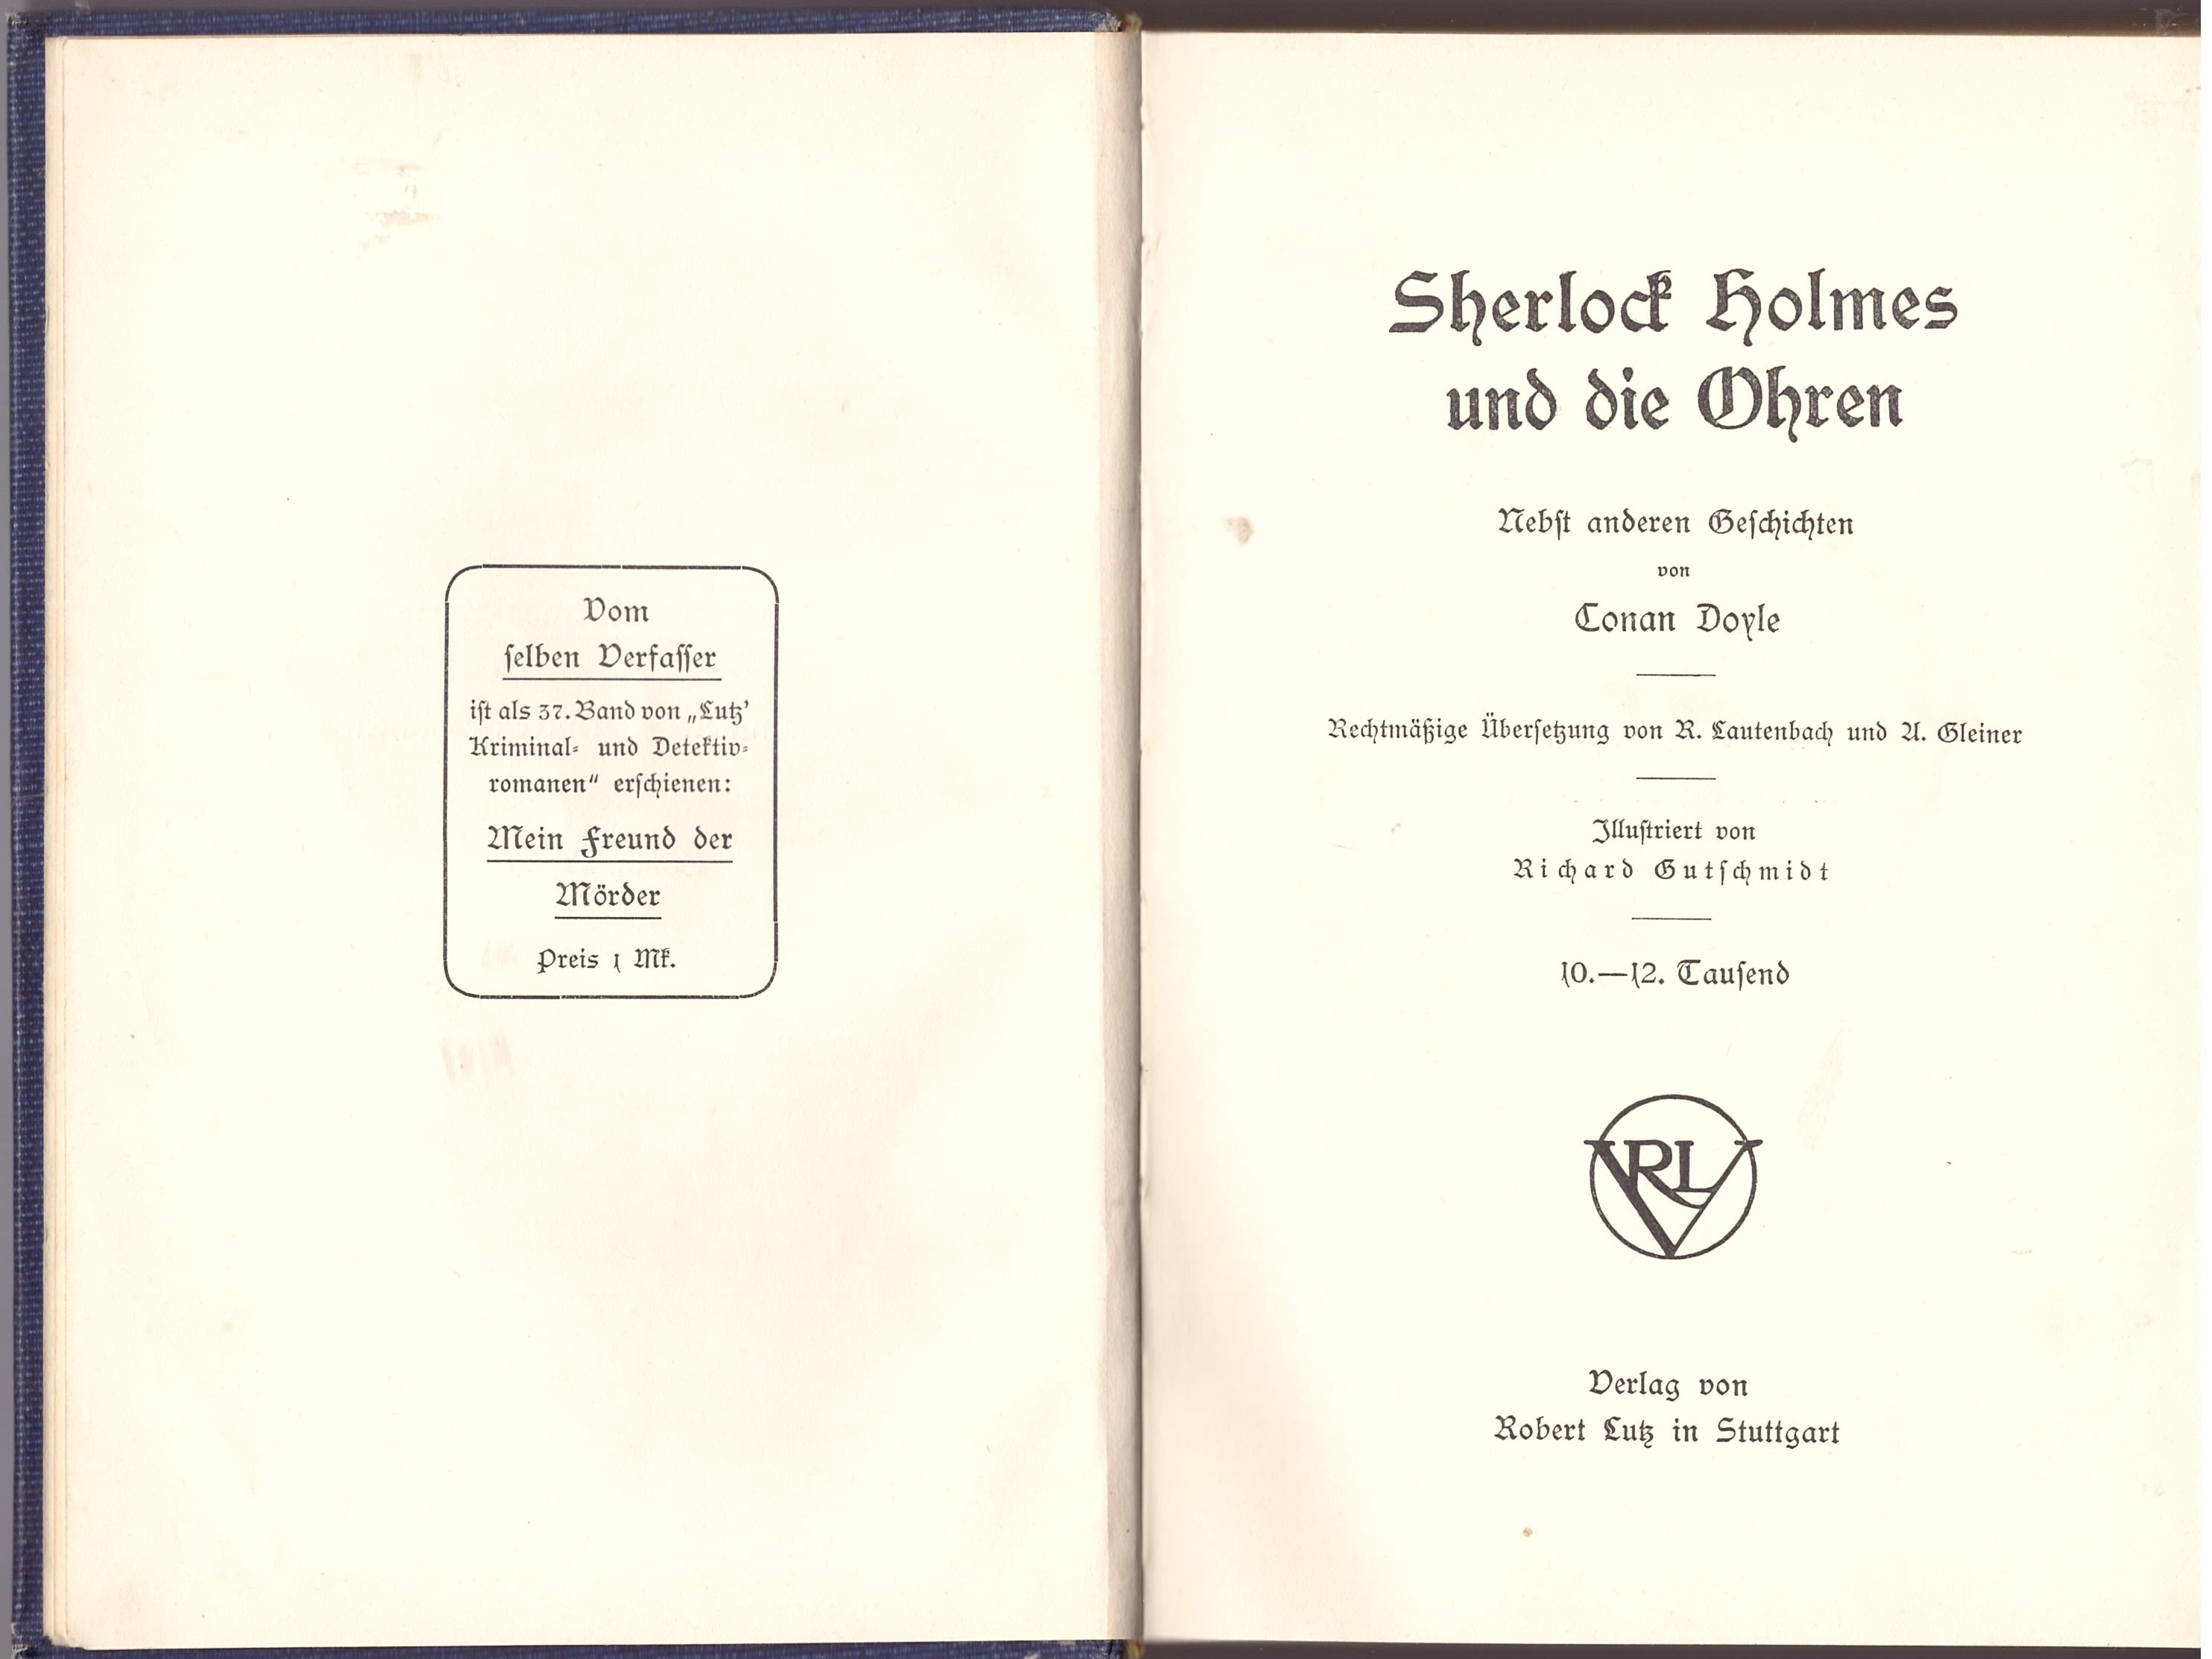 Vom
ſelben Verfaſſer
iſt als 37. Band von „Lutz'
Kriminal- und Detektiv-
romanen“ erſchienen:
Mein Freund der
Mörder
Preis 1 Mk.
Sherlock Holmes
und die Ohren
Nebſt anderen Geſchichten
von
Conan Doyle
Rechtmäßige Überſetzung von R. Lautenbach und A. Gleiner
Illuſtriert von
Richard Gutſchmidt
10.—12. Tauſend
VRL
Verlag von
Robert Lutz in Stuttgart